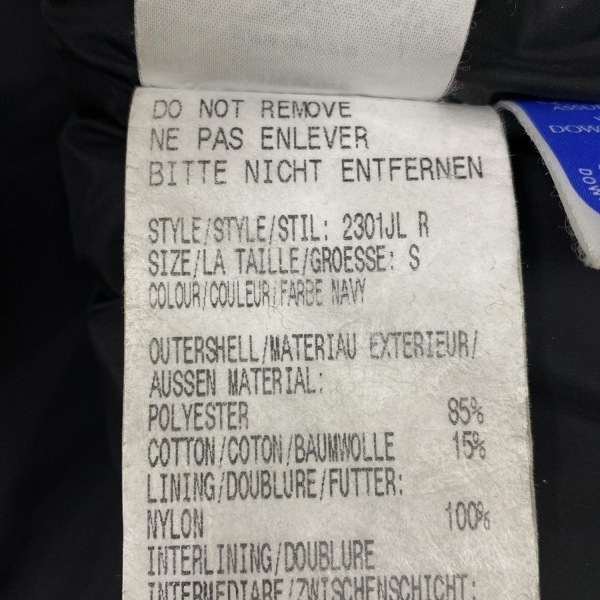 DO NOT REMOVE
NE PAS ENLEVER
BITTE NICHT ENTFERNEN
STYLE/STYLE/STIL: 2301JL R
SIZE/LA TAILLE/GROESSE: S
COLOUR/COULEUR/FARBE NAVY
OUTERSHELL/MATERIAU EXTERIEUR/
AUSSEN MATERIAL:
POLYESTER 85%
COTTON/COTON/BAUMWOLLE 15%
LINING/DOUBLURE/FUTTER:
NYLON 100%
INTERLINING/DOUBLURE
INTERMEDIARE/ZWISCHENSCHICHT:
DOW